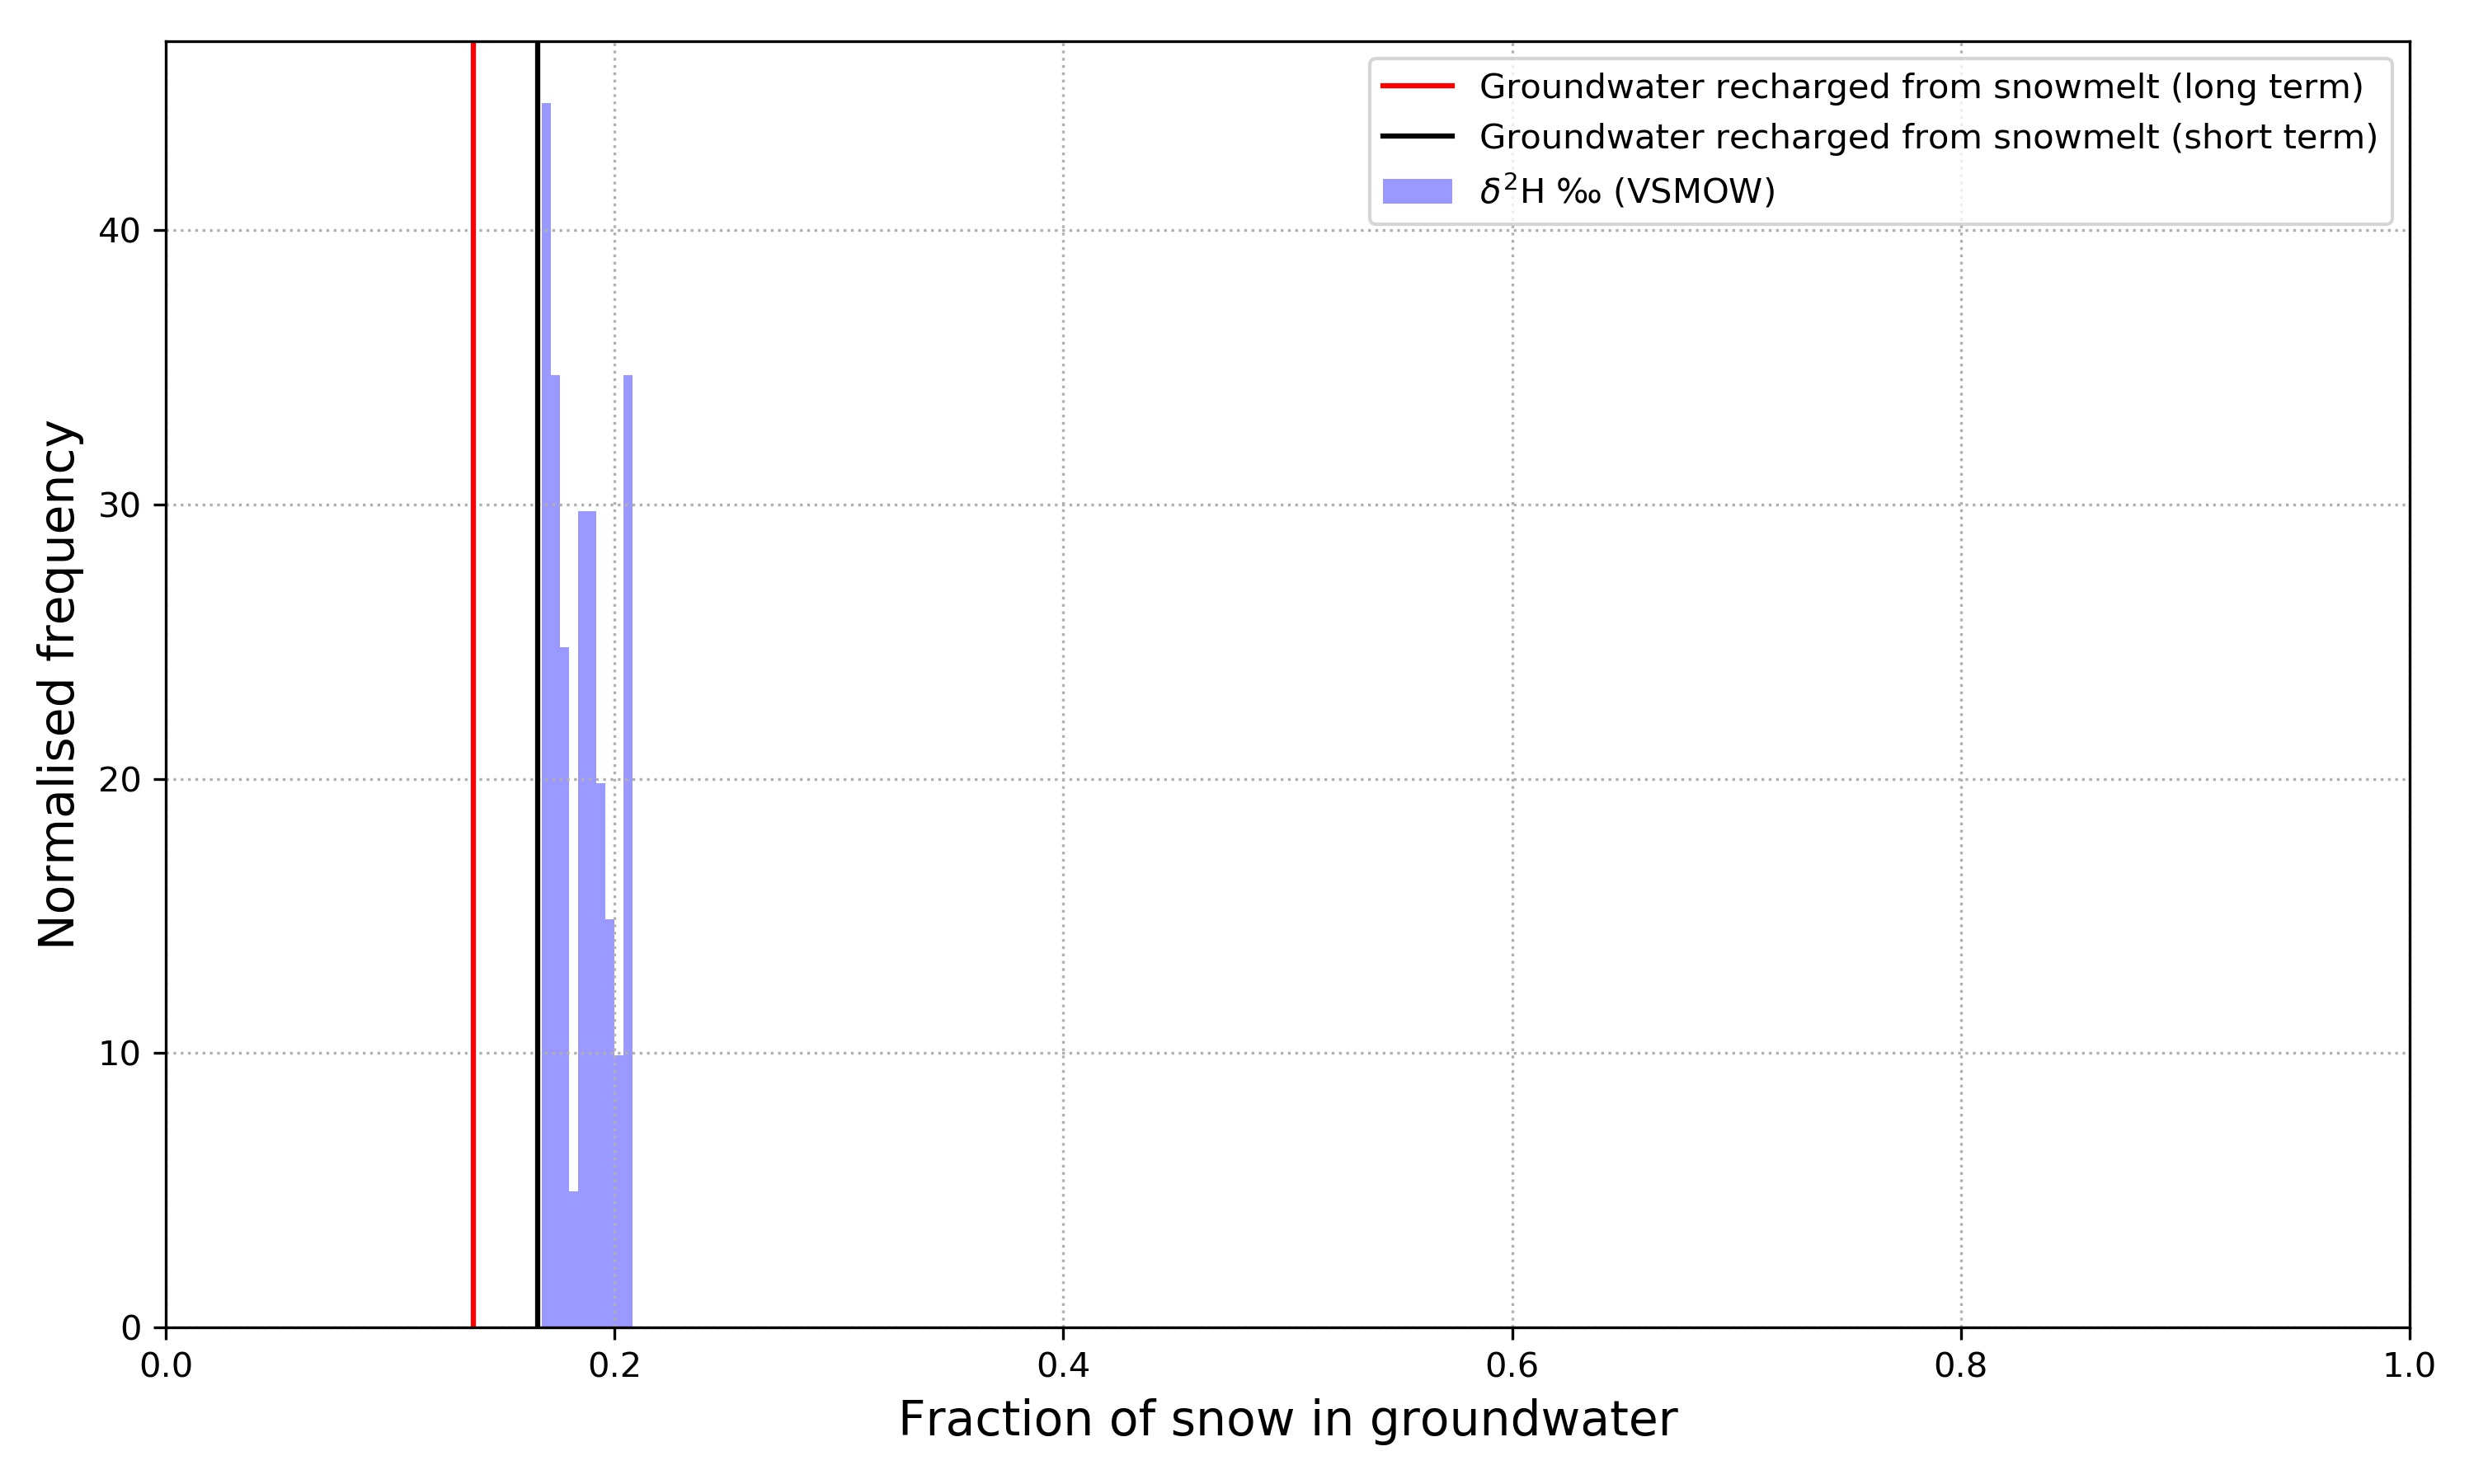 Groundwater recharged from snowmelt (long term)
Groundwater recharged from snowmelt (short term)
δ²H ‰ (VSMOW)
Normalised frequency
40
30
20
10
0
0.0 0.2 0.4 0.6 0.8 1.0
Fraction of snow in groundwater